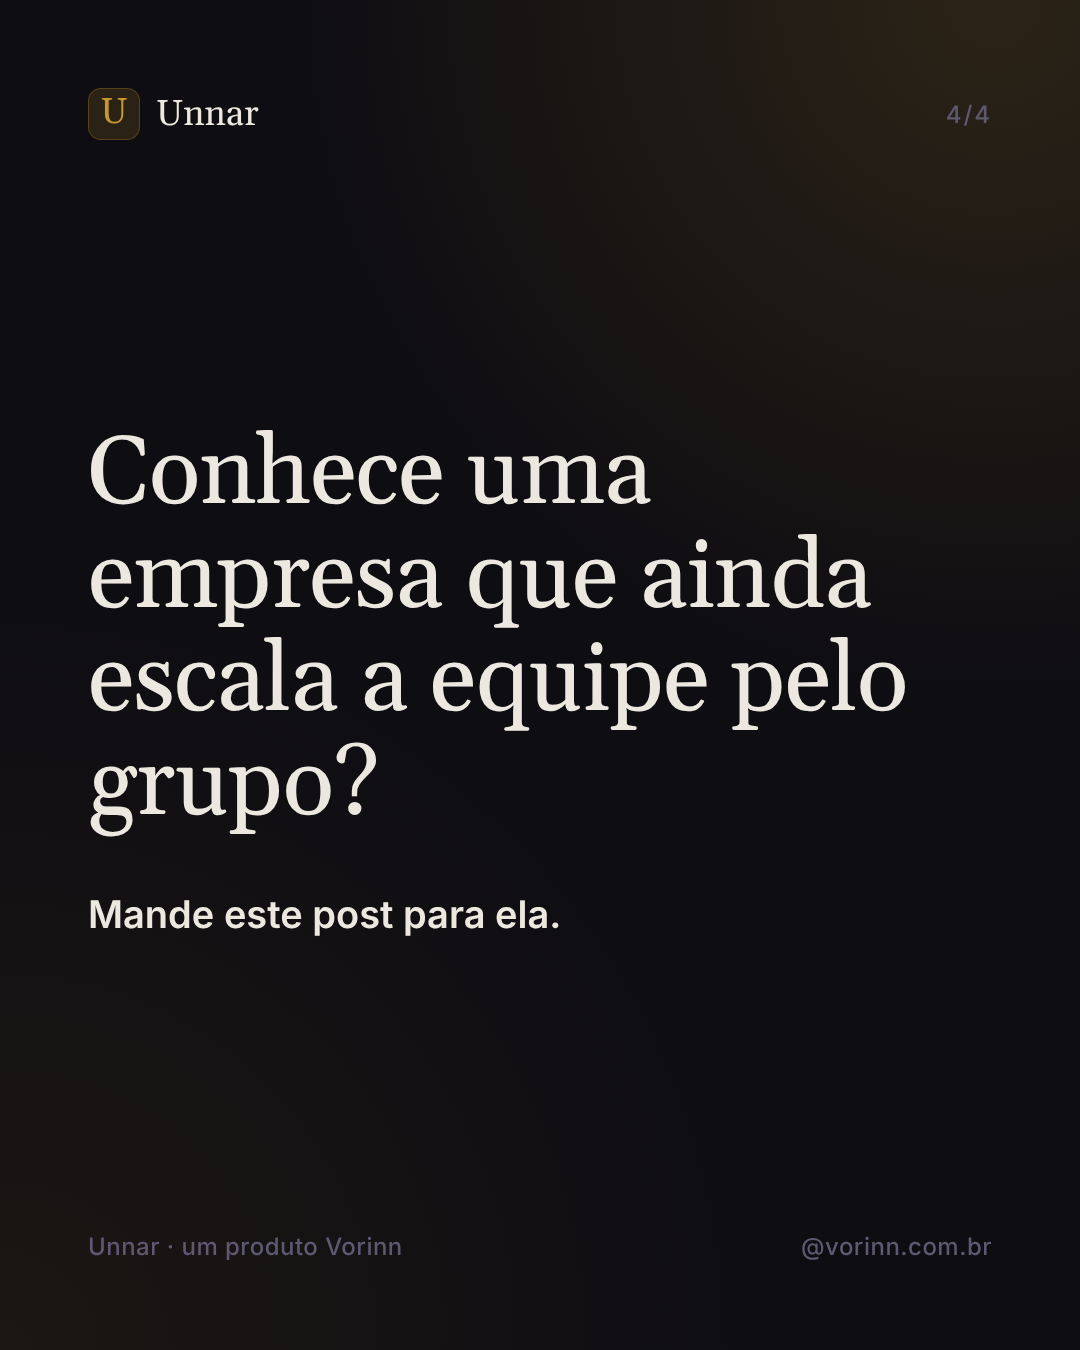 U Unnar
4/4
Conhece uma
empresa que ainda
escala a equipe pelo
grupo?
Mande este post para ela.
Unnar · um produto Vorinn
@vorinn.com.br